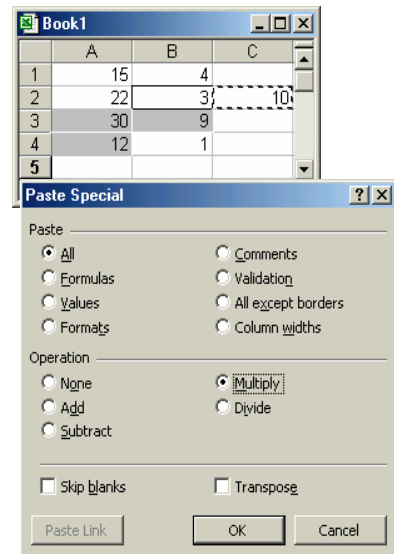 Book1
A B C
1 15 4
2 22 3 10
3 30 9
4 12 1
5
Paste Special
Paste
All Comments
Formulas Validation
Values All except borders
Formats Column widths
Operation
None Multiply
Add Divide
Subtract
Skip blanks Transpose
Paste Link OK Cancel